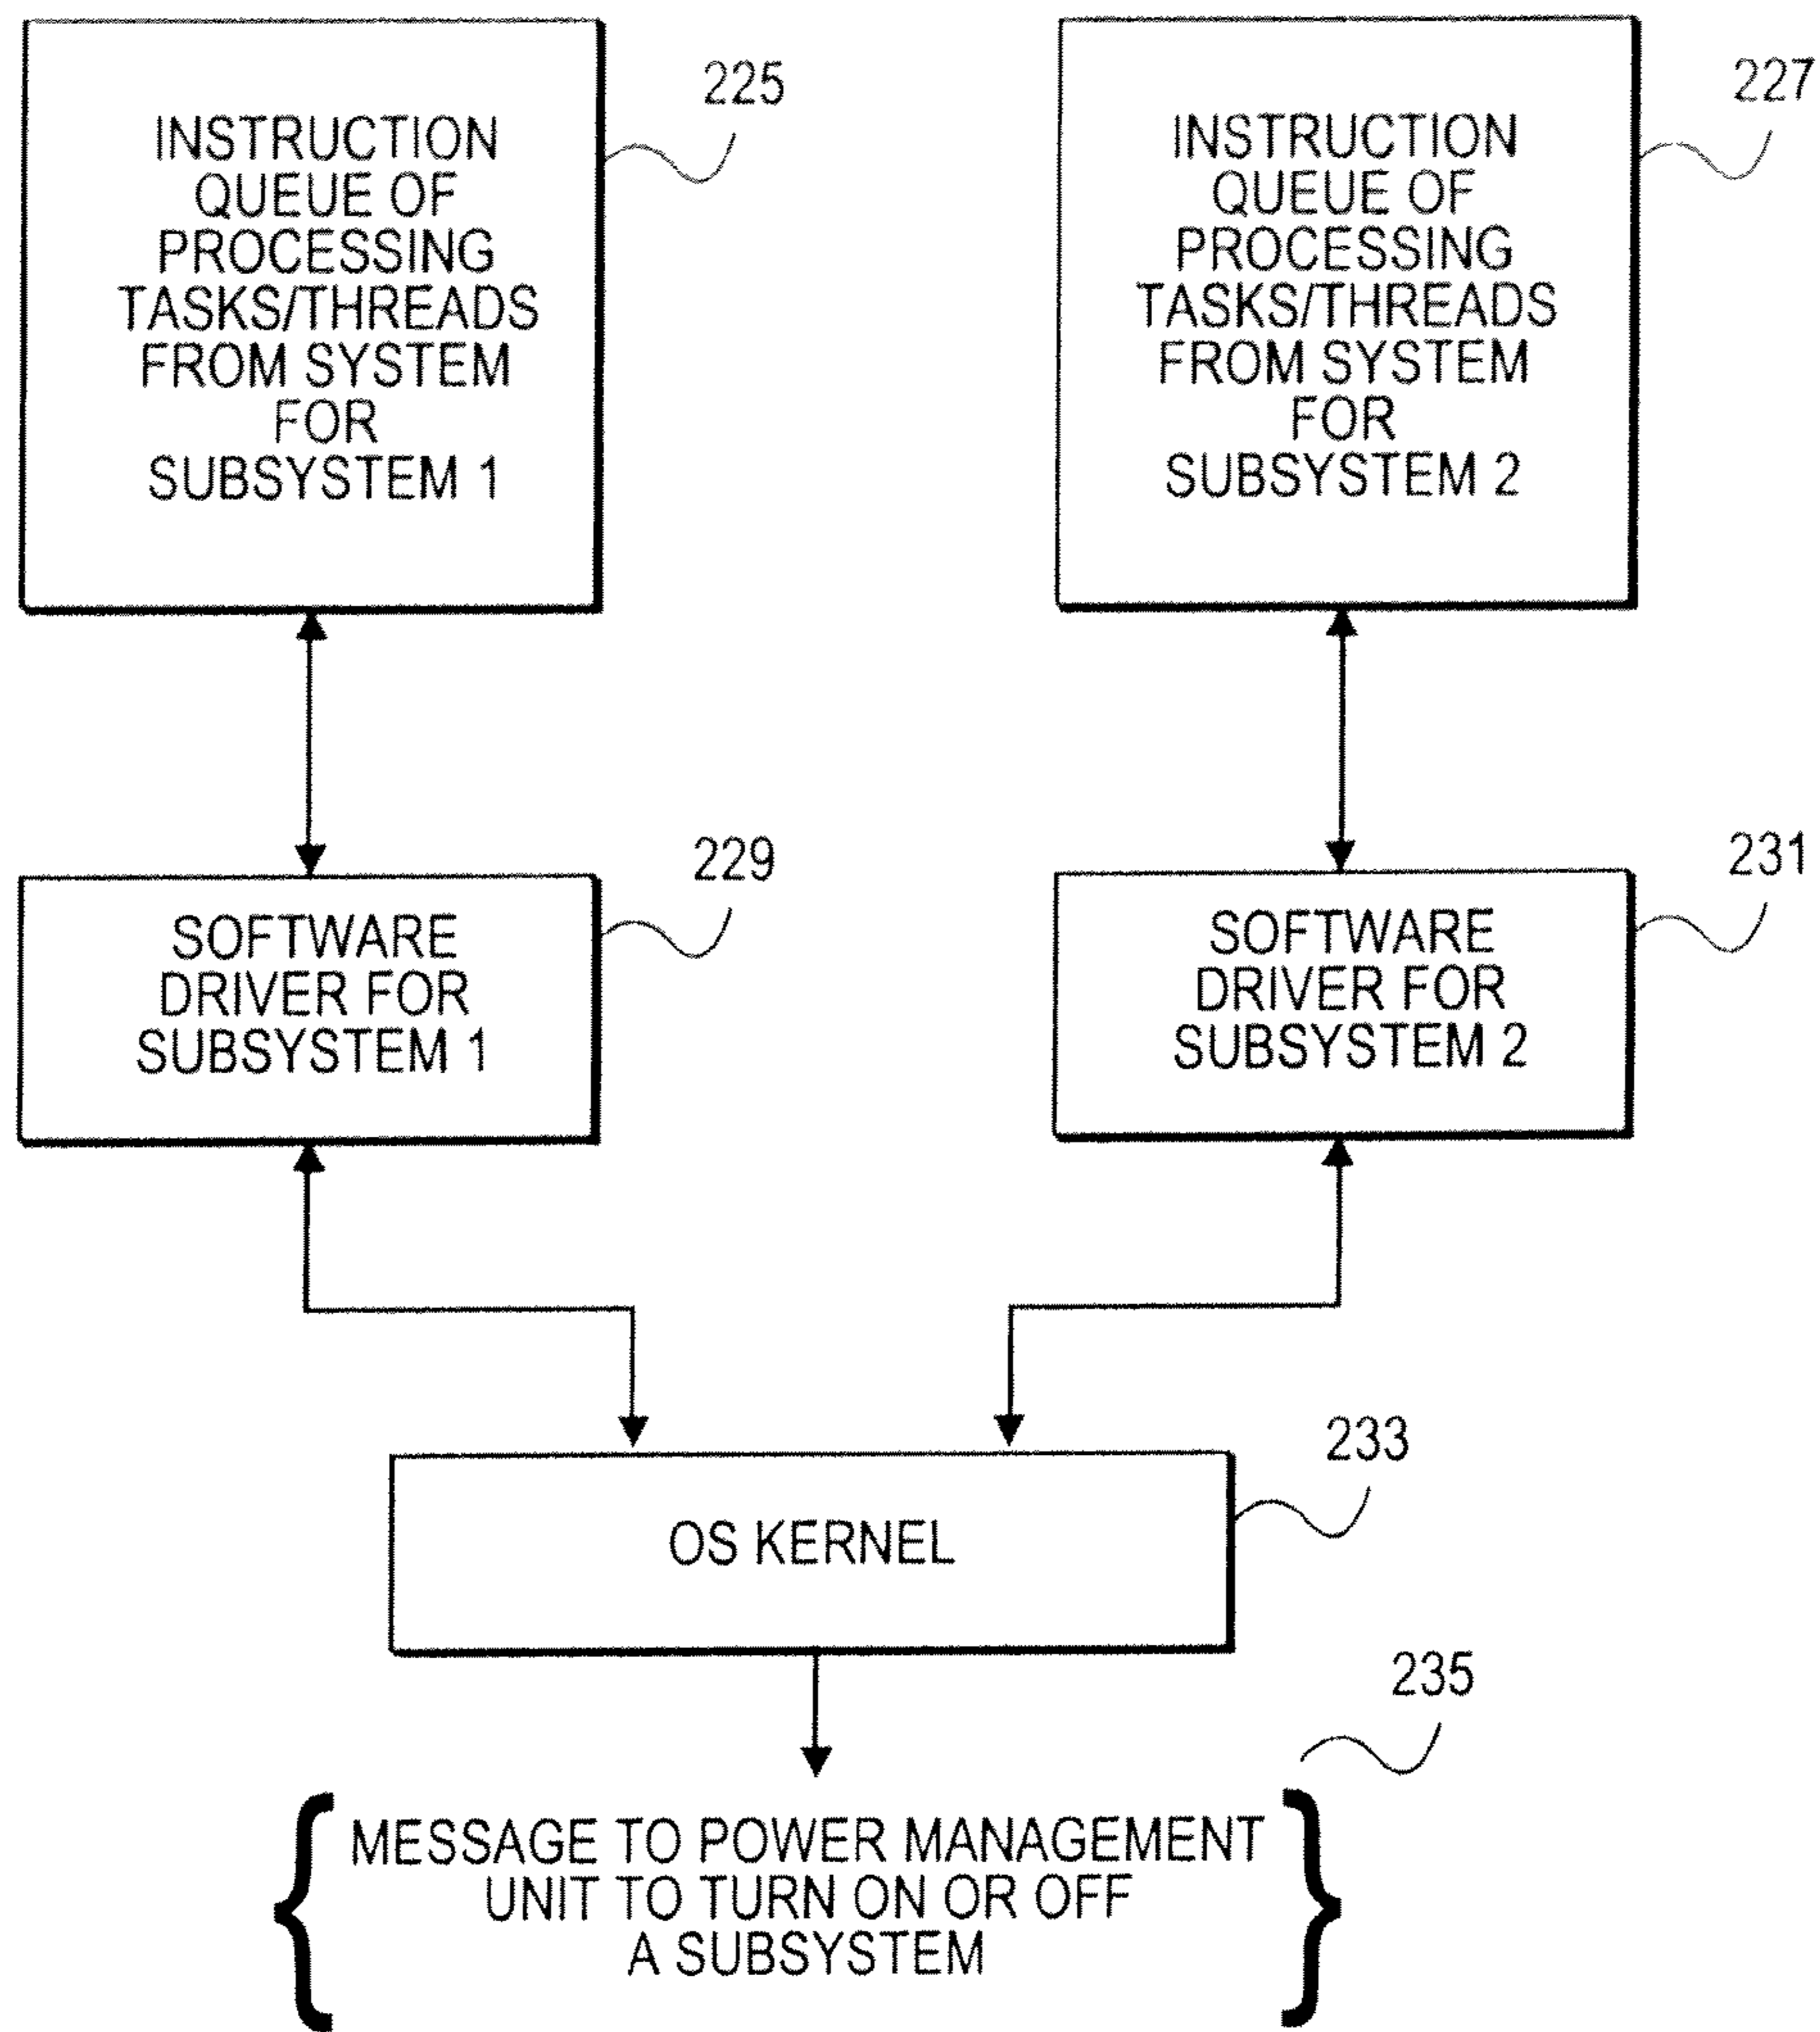 225
INSTRUCTION
QUEUE OF
PROCESSING
TASKS/THREADS
FROM SYSTEM
FOR
SUBSYSTEM 1
227
INSTRUCTION
QUEUE OF
PROCESSING
TASKS/THREADS
FROM SYSTEM
FOR
SUBSYSTEM 2
229
SOFTWARE
DRIVER FOR
SUBSYSTEM 1
231
SOFTWARE
DRIVER FOR
SUBSYSTEM 2
233
OS KERNEL
235
MESSAGE TO POWER MANAGEMENT
UNIT TO TURN ON OR OFF
A SUBSYSTEM